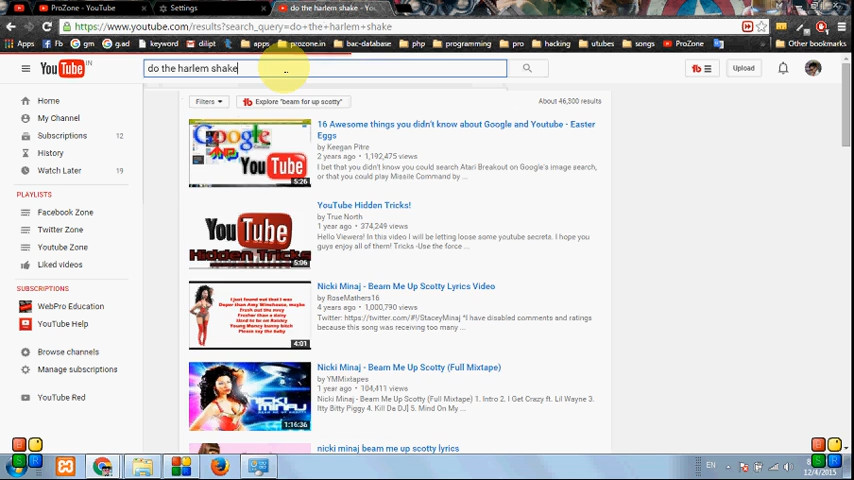 ProZone - YouTube
Settings
do the harlem shake - You
https://www.youtube.com/results?search_query=do+the+harlem+shake
Apps Fb gm g.ad keyword dilipt apps prozone.in bac-database php programming pro hacking utubes songs ProZone Other bookmarks
You Tube IN
do the harlem shake
Upload
Home
My Channel
Subscriptions 12
History
Watch Later 19
PLAYLISTS
Facebook Zone
Twitter Zone
Youtube Zone
Liked videos
SUBSCRIPTIONS
WebPro Education
YouTube Help
Browse channels
Manage subscriptions
YouTube Red
Filters
Explore "beam for up scotty"
About 46,300 results
Google
You Tube
5:26
16 Awesome things you didn't know about Google and Youtube - Easter
Eggs
by Keegan Pitre
2 years ago • 1,192,475 views
I bet that you didn't know you could search Atari Breakout on Google's image search,
or that you could play Missile Command by ...
You Tube
Hidden Tricks!
5:06
YouTube Hidden Tricks!
by True North
1 year ago • 374,249 views
Hello Viewers! In this video I will be letting loose some youtube secrets. I hope you
guys enjoy all of them! Tricks -Use the force ...
4:01
Nicki Minaj - Beam Me Up Scotty Lyrics Video
by RoseMathers16
4 years ago • 1,000,790 views
Twitter: https://twitter.com/#!/StaceyMinaj *I have disabled comments and ratings
because this song was receiving too many ...
NICKI
MINAJ
1:16:36
Nicki Minaj - Beam Me Up Scotty (Full Mixtape)
by YMMixtapes
1 year ago • 104,411 views
1. Intro 2. I Get Crazy ft. Lil Wayne 3.
Itty Bitty Piggy 4. Kill Da DJ] 5. Mind On My ...
nicki minaj beam me up scotty lyrics
S R
S R
EN
12/4/2015